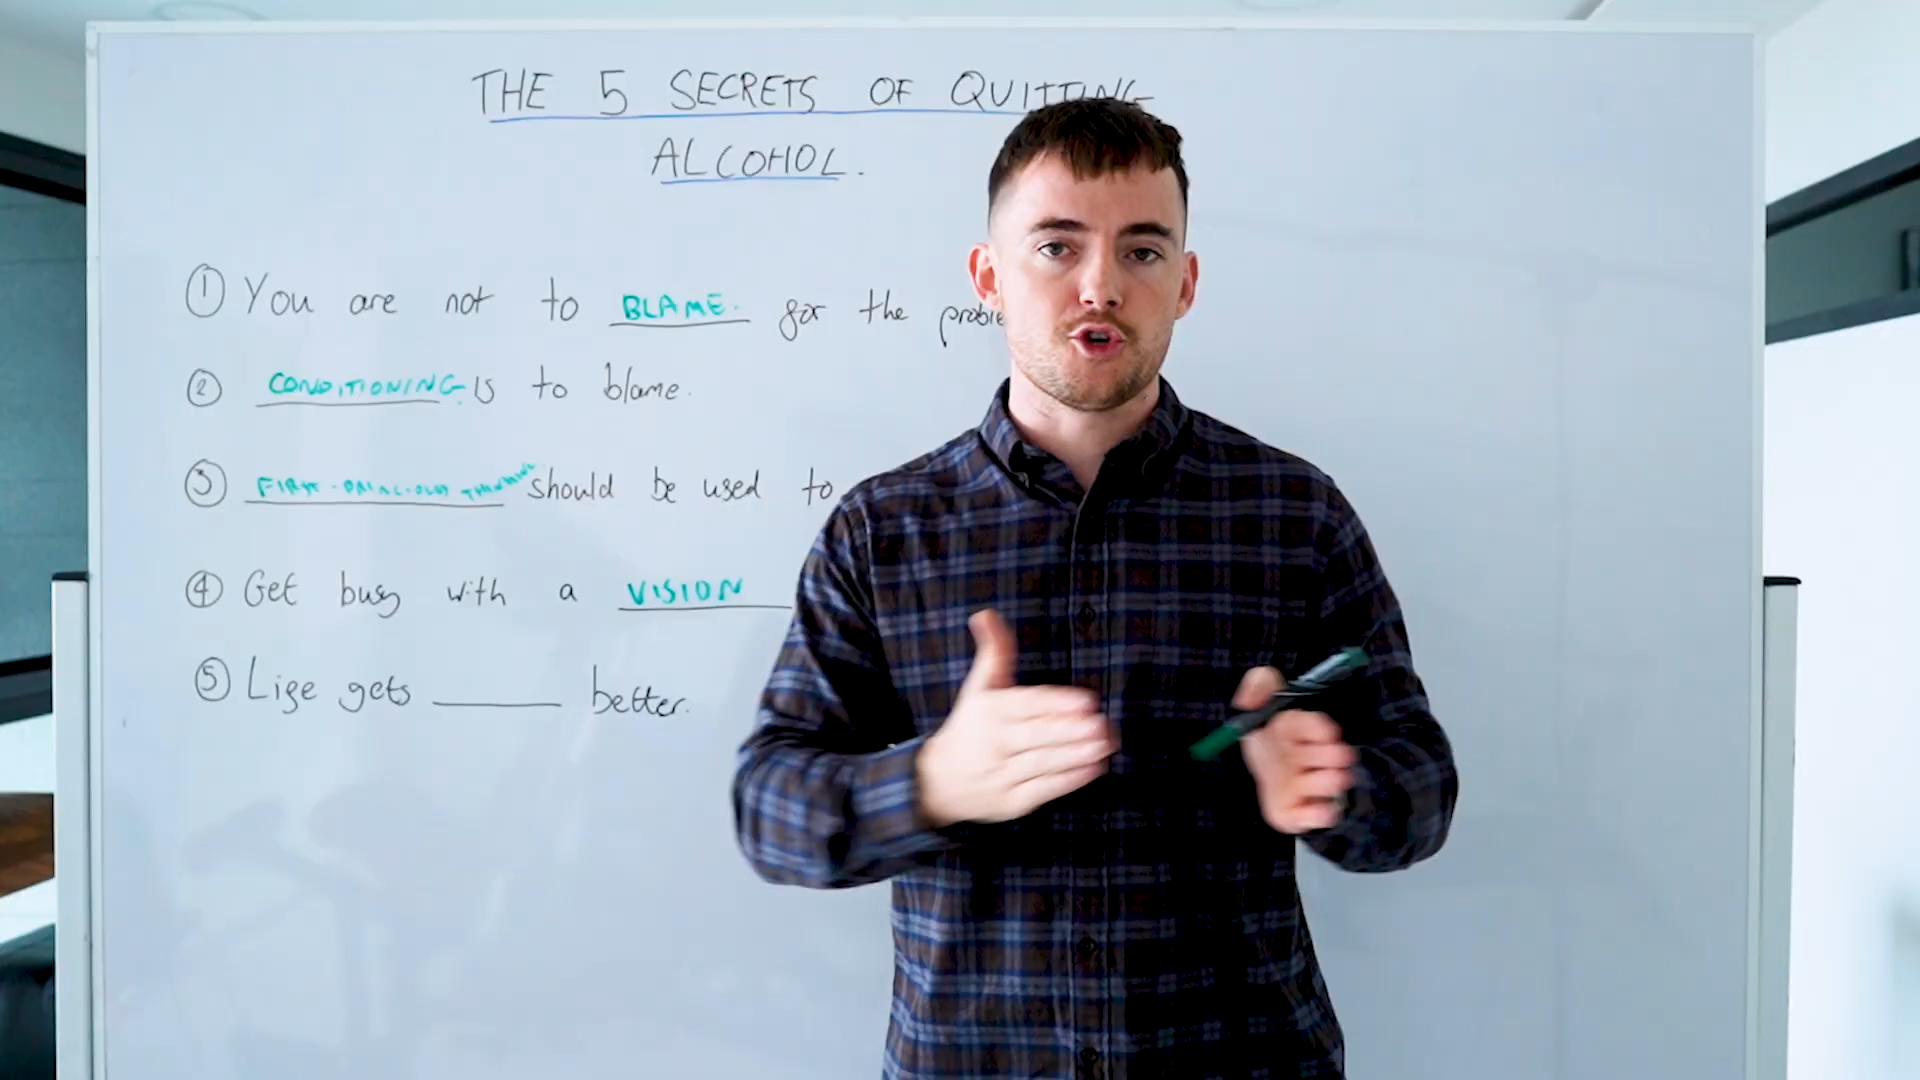 THE 5 SECRETS OF QUITTING
ALCOHOL.
① You are not to BLAME. for the proble
② CONDITIONING is to blame.
③ FIRST-PRINCIPLES THINKING should be used to
④ Get busy with a VISION
⑤ Life gets ______ better.